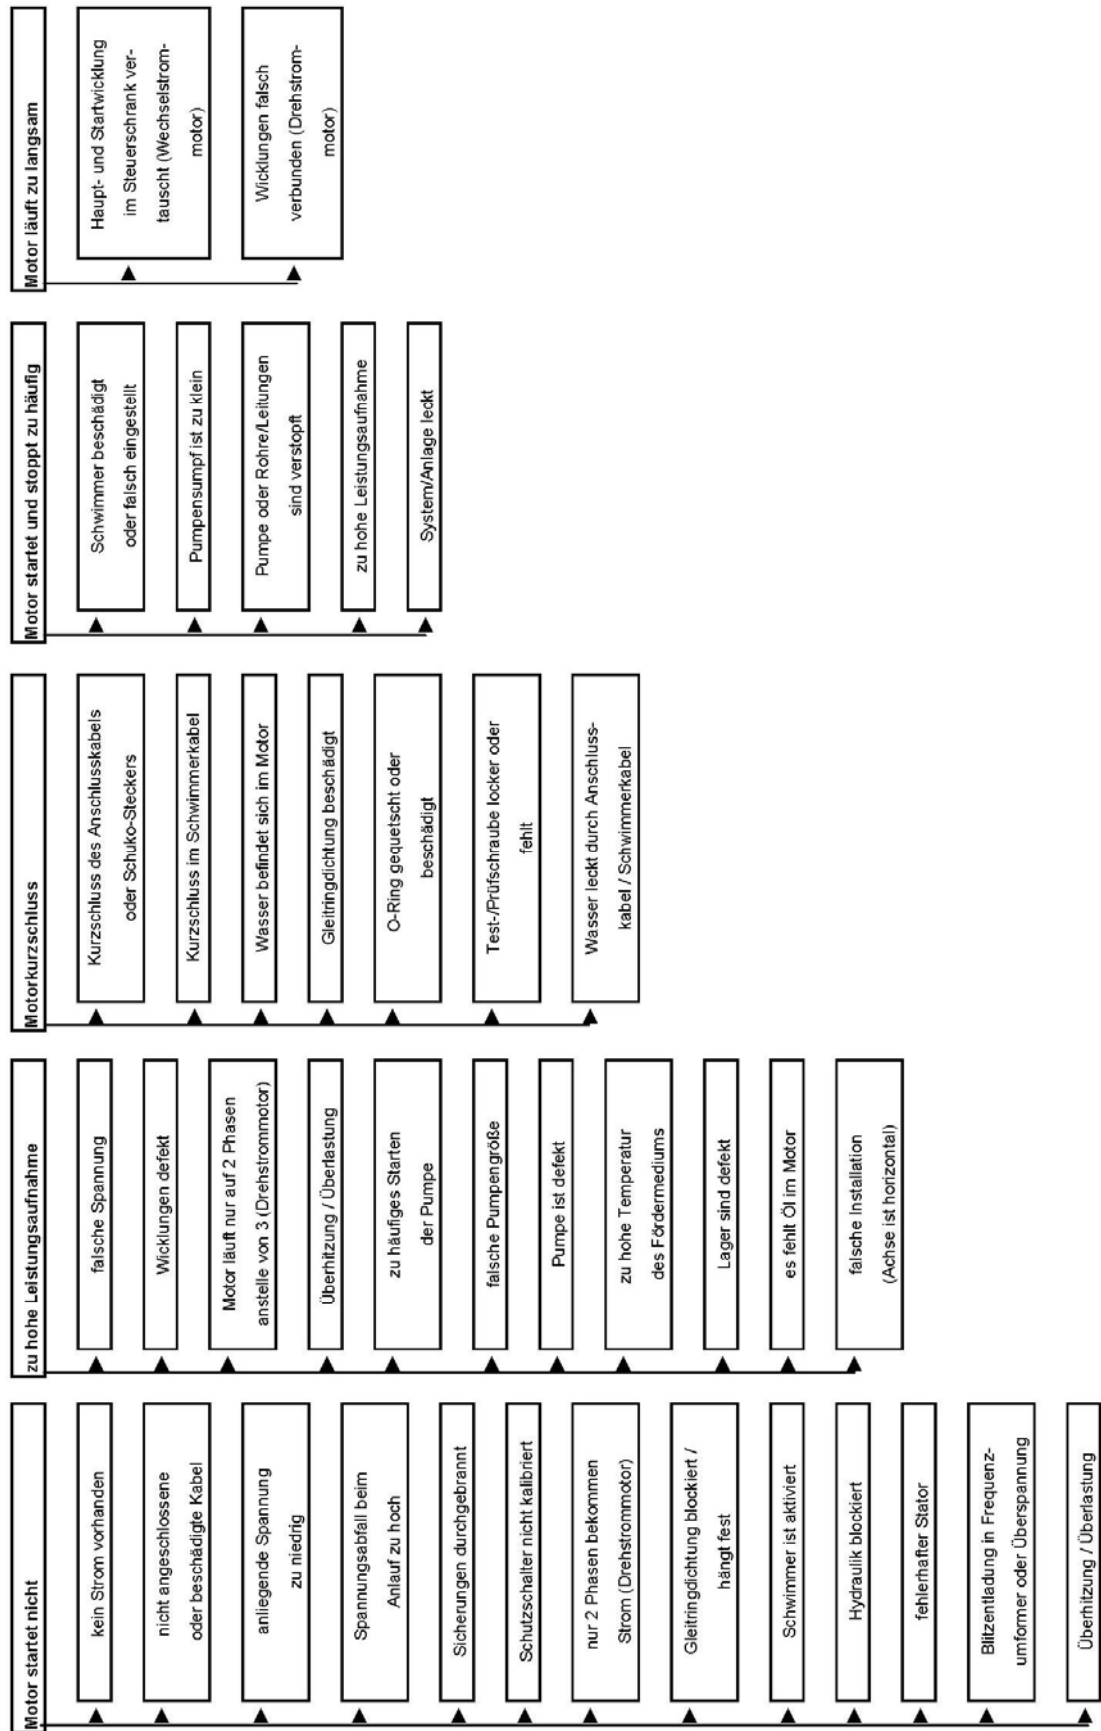 Motor startet nicht
kein Strom vorhanden
nicht angeschlossene
oder beschädigte Kabel
anliegende Spannung
zu niedrig
Spannungsabfall beim
Anlauf zu hoch
Sicherungen durchgebrannt
Schutzschalter nicht kalibriert
nur 2 Phasen bekommen
Strom (Drehstrommotor)
Gleitringdichtung blockiert /
hängt fest
Schwimmer ist aktiviert
Hydraulik blockiert
fehlerhafter Stator
Blitzentladung in Frequenz-
umformer oder Überspannung
Überhitzung / Überlastung
zu hohe Leistungsaufnahme
falsche Spannung
Wicklungen defekt
Motor läuft nur auf 2 Phasen
anstelle von 3 (Drehstrommotor)
Überhitzung / Überlastung
zu häufiges Starten
der Pumpe
falsche Pumpengröße
Pumpe ist defekt
zu hohe Temperatur
des Fördermediums
Lager sind defekt
es fehlt Öl im Motor
falsche Installation
(Achse ist horizontal)
Motorkurzschluss
Kurzschluss des Anschlusskabels
oder Schuko-Steckers
Kurzschluss im Schwimmerkabel
Wasser befindet sich im Motor
Gleitringdichtung beschädigt
O-Ring gequetscht oder
beschädigt
Test-/Prüfschraube locker oder
fehlt
Wasser leckt durch Anschluss-
kabel / Schwimmerkabel
Motor startet und stoppt zu häufig
Schwimmer beschädigt
oder falsch eingestellt
Pumpensumpf ist zu klein
Pumpe oder Rohre/Leitungen
sind verstopft
zu hohe Leistungsaufnahme
System/Anlage leckt
Motor läuft zu langsam
Haupt- und Startwicklung
im Steuerschrank ver-
tauscht (Wechselstrom-
motor)
Wicklungen falsch
verbunden (Drehstrom-
motor)